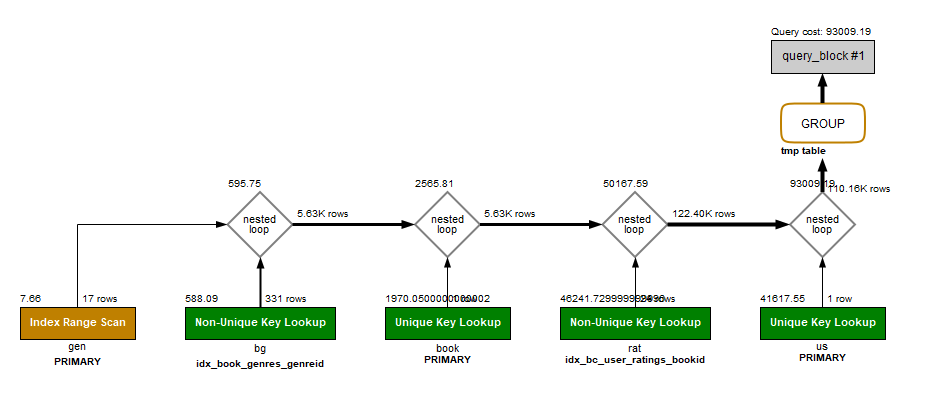 Query cost: 93009.19
query_block #1
GROUP
tmp table
595.75
2565.81
50167.59
93009.19
110.16K rows
nested
loop
5.63K rows
nested
loop
5.63K rows
nested
loop
122.40K rows
nested
loop
7.66
17 rows
588.09
331 rows
1970.0500000000002
1 row
46241.729999999996
rows
41617.55
1 row
Index Range Scan
Non-Unique Key Lookup
Unique Key Lookup
Non-Unique Key Lookup
Unique Key Lookup
gen
PRIMARY
bg
idx_book_genres_genreid
book
PRIMARY
rat
idx_bc_user_ratings_bookid
us
PRIMARY